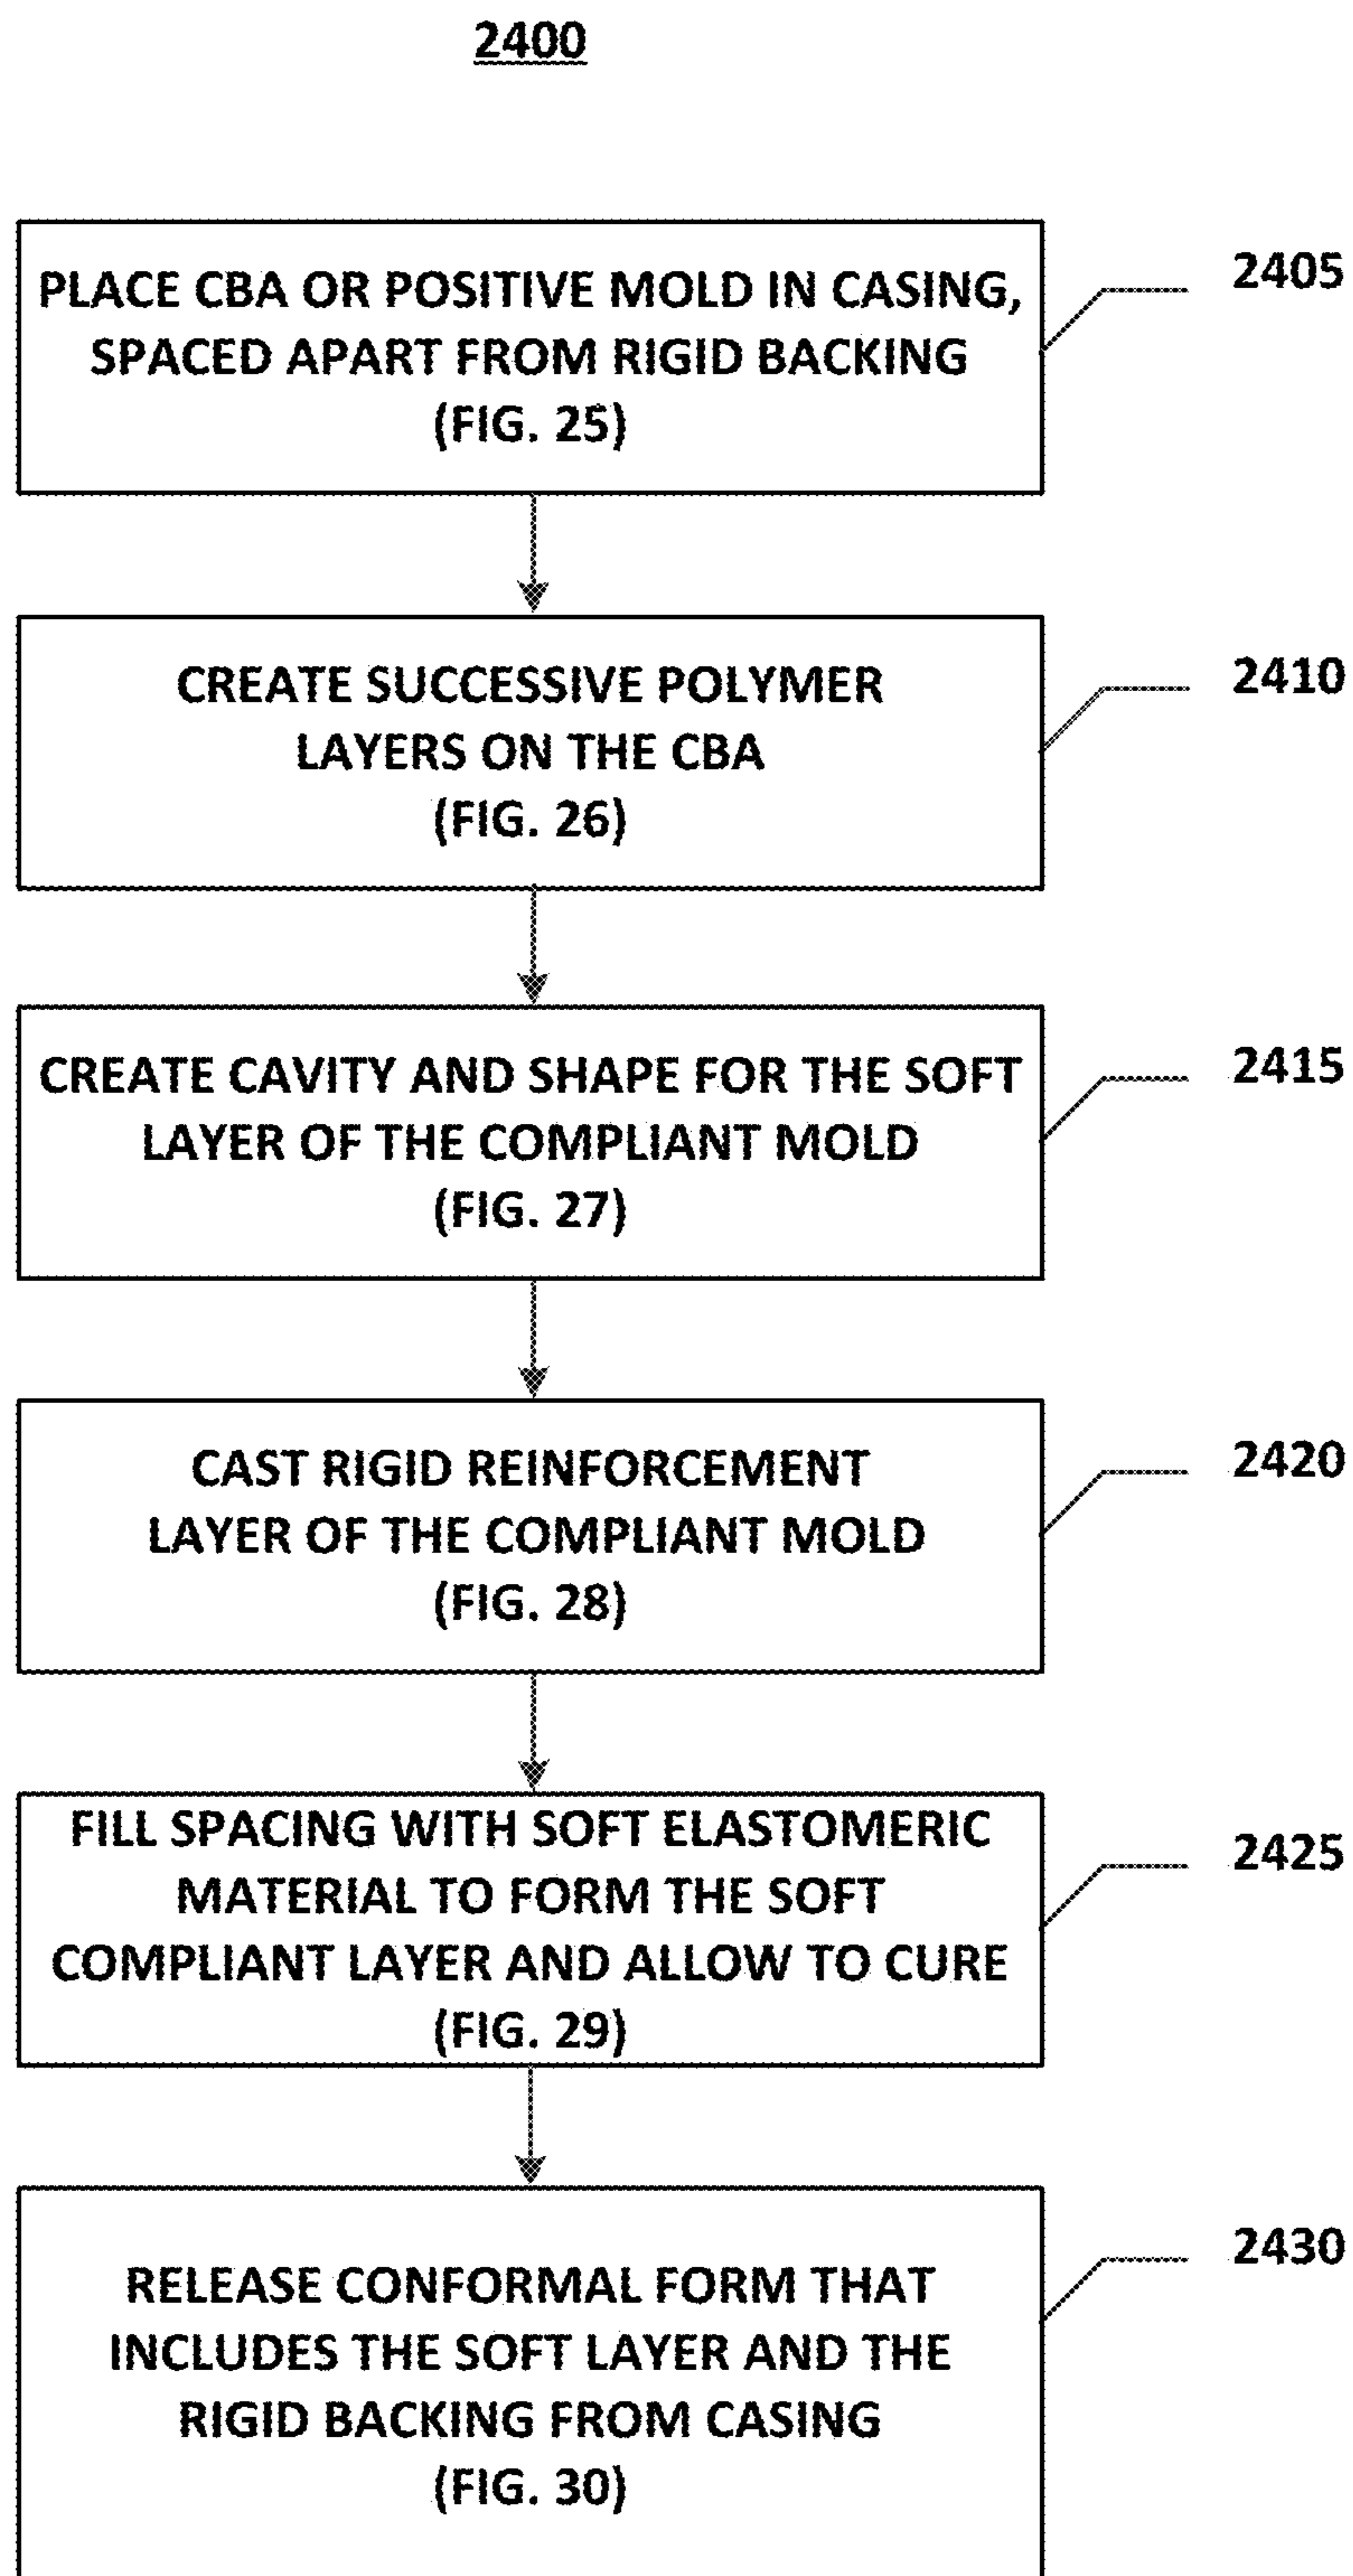 2400
PLACE CBA OR POSITIVE MOLD IN CASING,
SPACED APART FROM RIGID BACKING
(FIG. 25)
2405
CREATE SUCCESSIVE POLYMER
LAYERS ON THE CBA
(FIG. 26)
2410
CREATE CAVITY AND SHAPE FOR THE SOFT
LAYER OF THE COMPLIANT MOLD
(FIG. 27)
2415
CAST RIGID REINFORCEMENT
LAYER OF THE COMPLIANT MOLD
(FIG. 28)
2420
FILL SPACING WITH SOFT ELASTOMERIC
MATERIAL TO FORM THE SOFT
COMPLIANT LAYER AND ALLOW TO CURE
(FIG. 29)
2425
RELEASE CONFORMAL FORM THAT
INCLUDES THE SOFT LAYER AND THE
RIGID BACKING FROM CASING
(FIG. 30)
2430